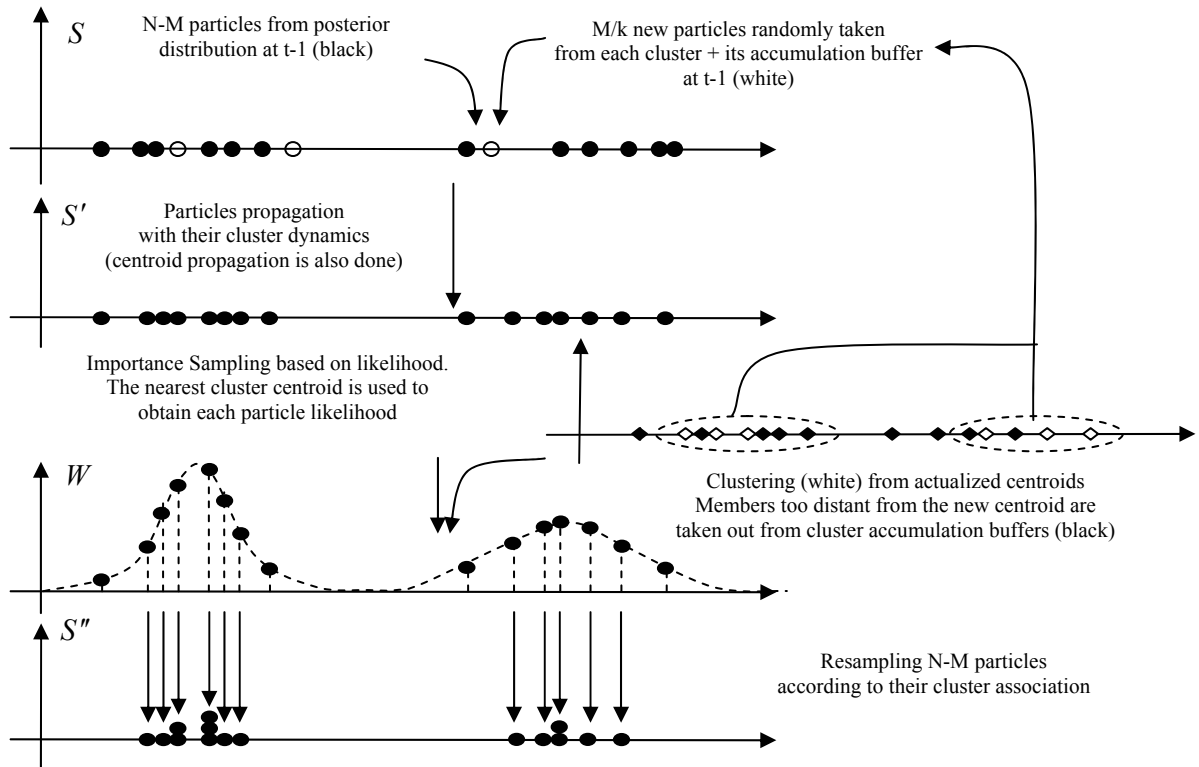 S
N-M particles from posterior
distribution at t-1 (black)
M/k new particles randomly taken
from each cluster + its accumulation buffer
at t-1 (white)
S'
Particles propagation
with their cluster dynamics
(centroid propagation is also done)
Importance Sampling based on likelihood.
The nearest cluster centroid is used to
obtain each particle likelihood
W
Clustering (white) from actualized centroids
Members too distant from the new centroid are
taken out from cluster accumulation buffers (black)
S"
Resampling N-M particles
according to their cluster association